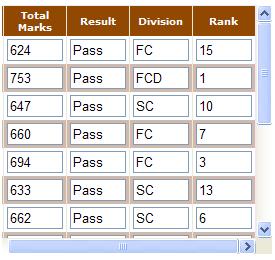 Total Marks Result Division Rank
624 Pass FC 15
753 Pass FCD 1
647 Pass SC 10
660 Pass FC 7
694 Pass FC 3
633 Pass SC 13
662 Pass SC 6